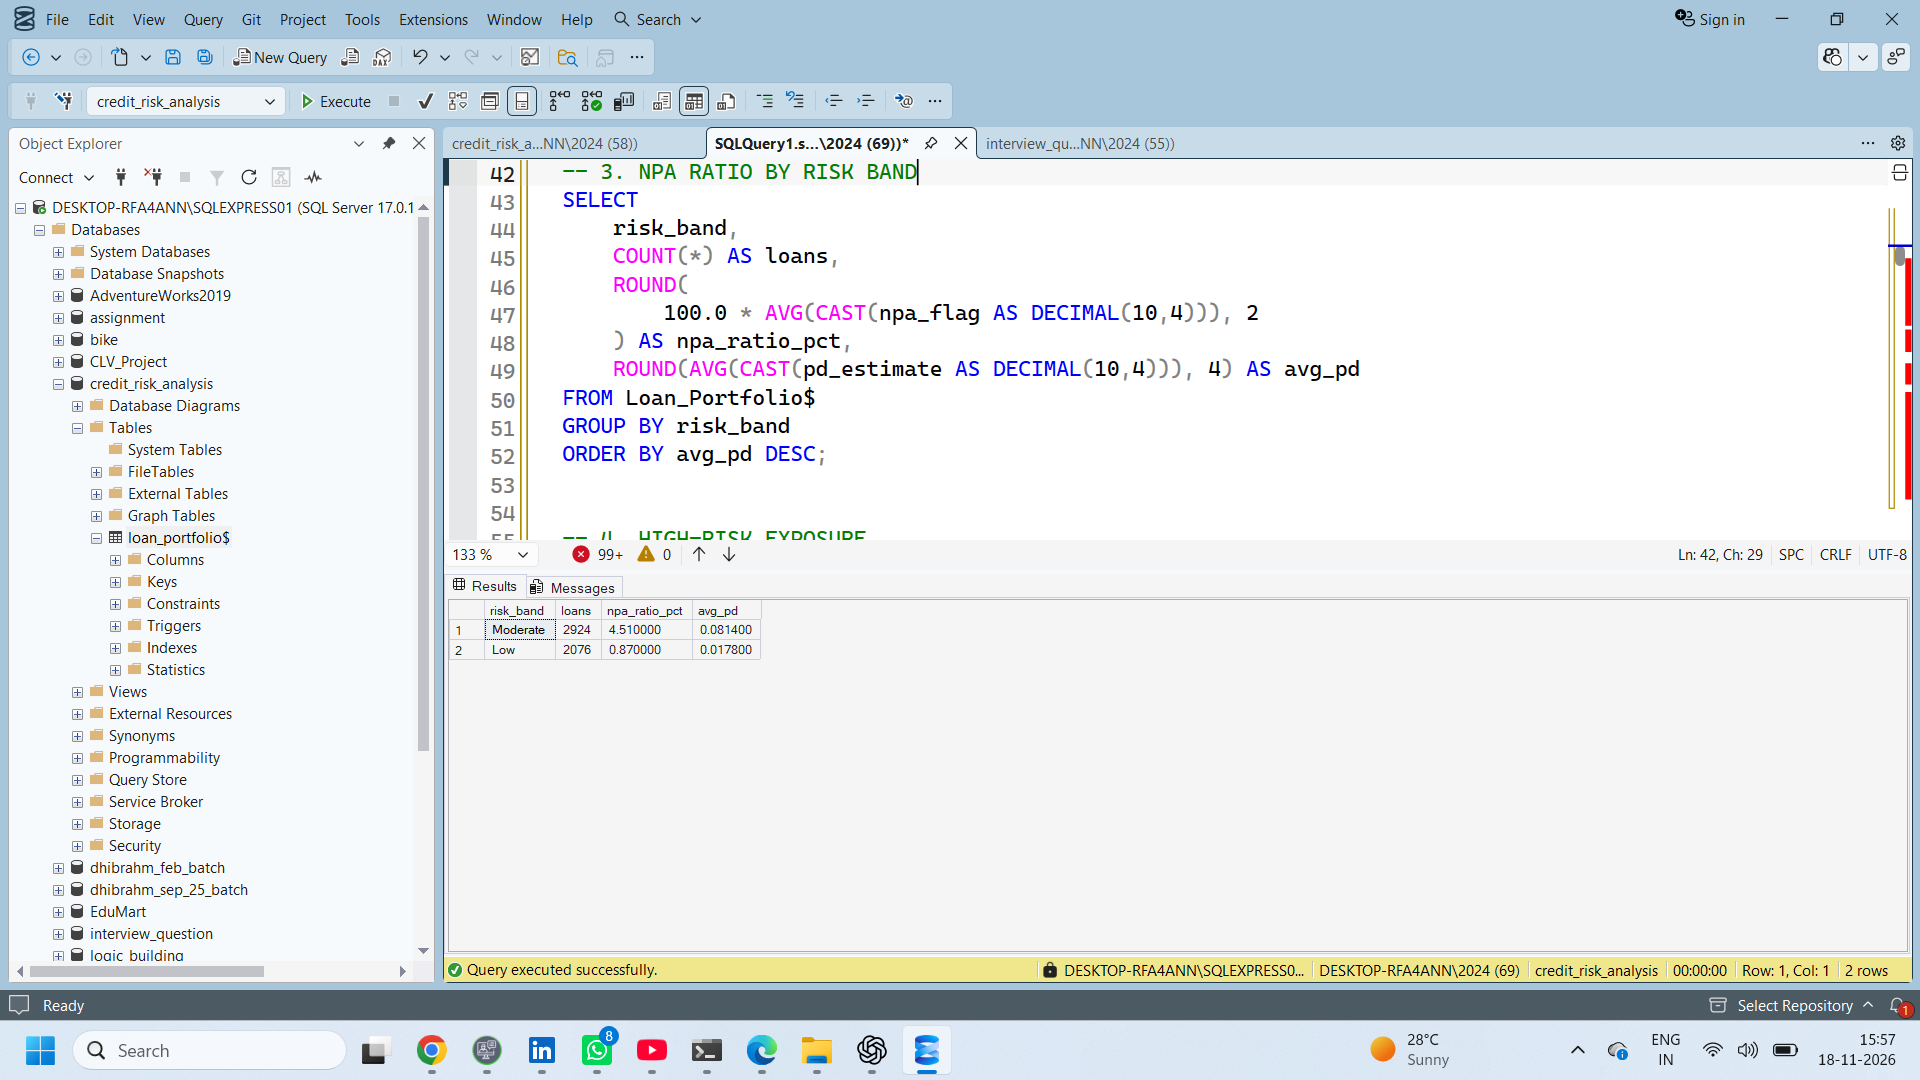 File Edit View Query Git Project Tools Extensions Window Help Search Sign in
New Query DAX
credit_risk_analysis Execute
Object Explorer
Connect
DESKTOP-RFA4ANN\SQLEXPRESS01 (SQL Server 17.0.1
Databases
System Databases
Database Snapshots
AdventureWorks2019
assignment
bike
CLV_Project
credit_risk_analysis
Database Diagrams
Tables
System Tables
FileTables
External Tables
Graph Tables
loan_portfolio$
Columns
Keys
Constraints
Triggers
Indexes
Statistics
Views
External Resources
Synonyms
Programmability
Query Store
Service Broker
Storage
Security
dhibrahm_feb_batch
dhibrahm_sep_25_batch
EduMart
interview_question
logic_building
credit_risk_a...NN\2024 (58)) SQLQuery1.s...\2024 (69))* interview_qu...NN\2024 (55))
42 -- 3. NPA RATIO BY RISK BAND
43 SELECT
44 risk_band,
45 COUNT(*) AS loans,
46 ROUND(
47 100.0 * AVG(CAST(npa_flag AS DECIMAL(10,4))), 2
48 ) AS npa_ratio_pct,
49 ROUND(AVG(CAST(pd_estimate AS DECIMAL(10,4))), 4) AS avg_pd
50 FROM Loan_Portfolio$
51 GROUP BY risk_band
52 ORDER BY avg_pd DESC;
53
54
55 -- 4. HIGH-RISK EXPOSURE
133 % 99+ 0 Ln: 42, Ch: 29 SPC CRLF UTF-8
Results Messages
risk_band loans npa_ratio_pct avg_pd
1 Moderate 2924 4.510000 0.081400
2 Low 2076 0.870000 0.017800
Query executed successfully. DESKTOP-RFA4ANN\SQLEXPRESS0... DESKTOP-RFA4ANN\2024 (69) credit_risk_analysis 00:00:00 Row: 1, Col: 1 2 rows
Ready Select Repository 1
Search 8 28°C Sunny ENG IN 15:57 18-11-2026